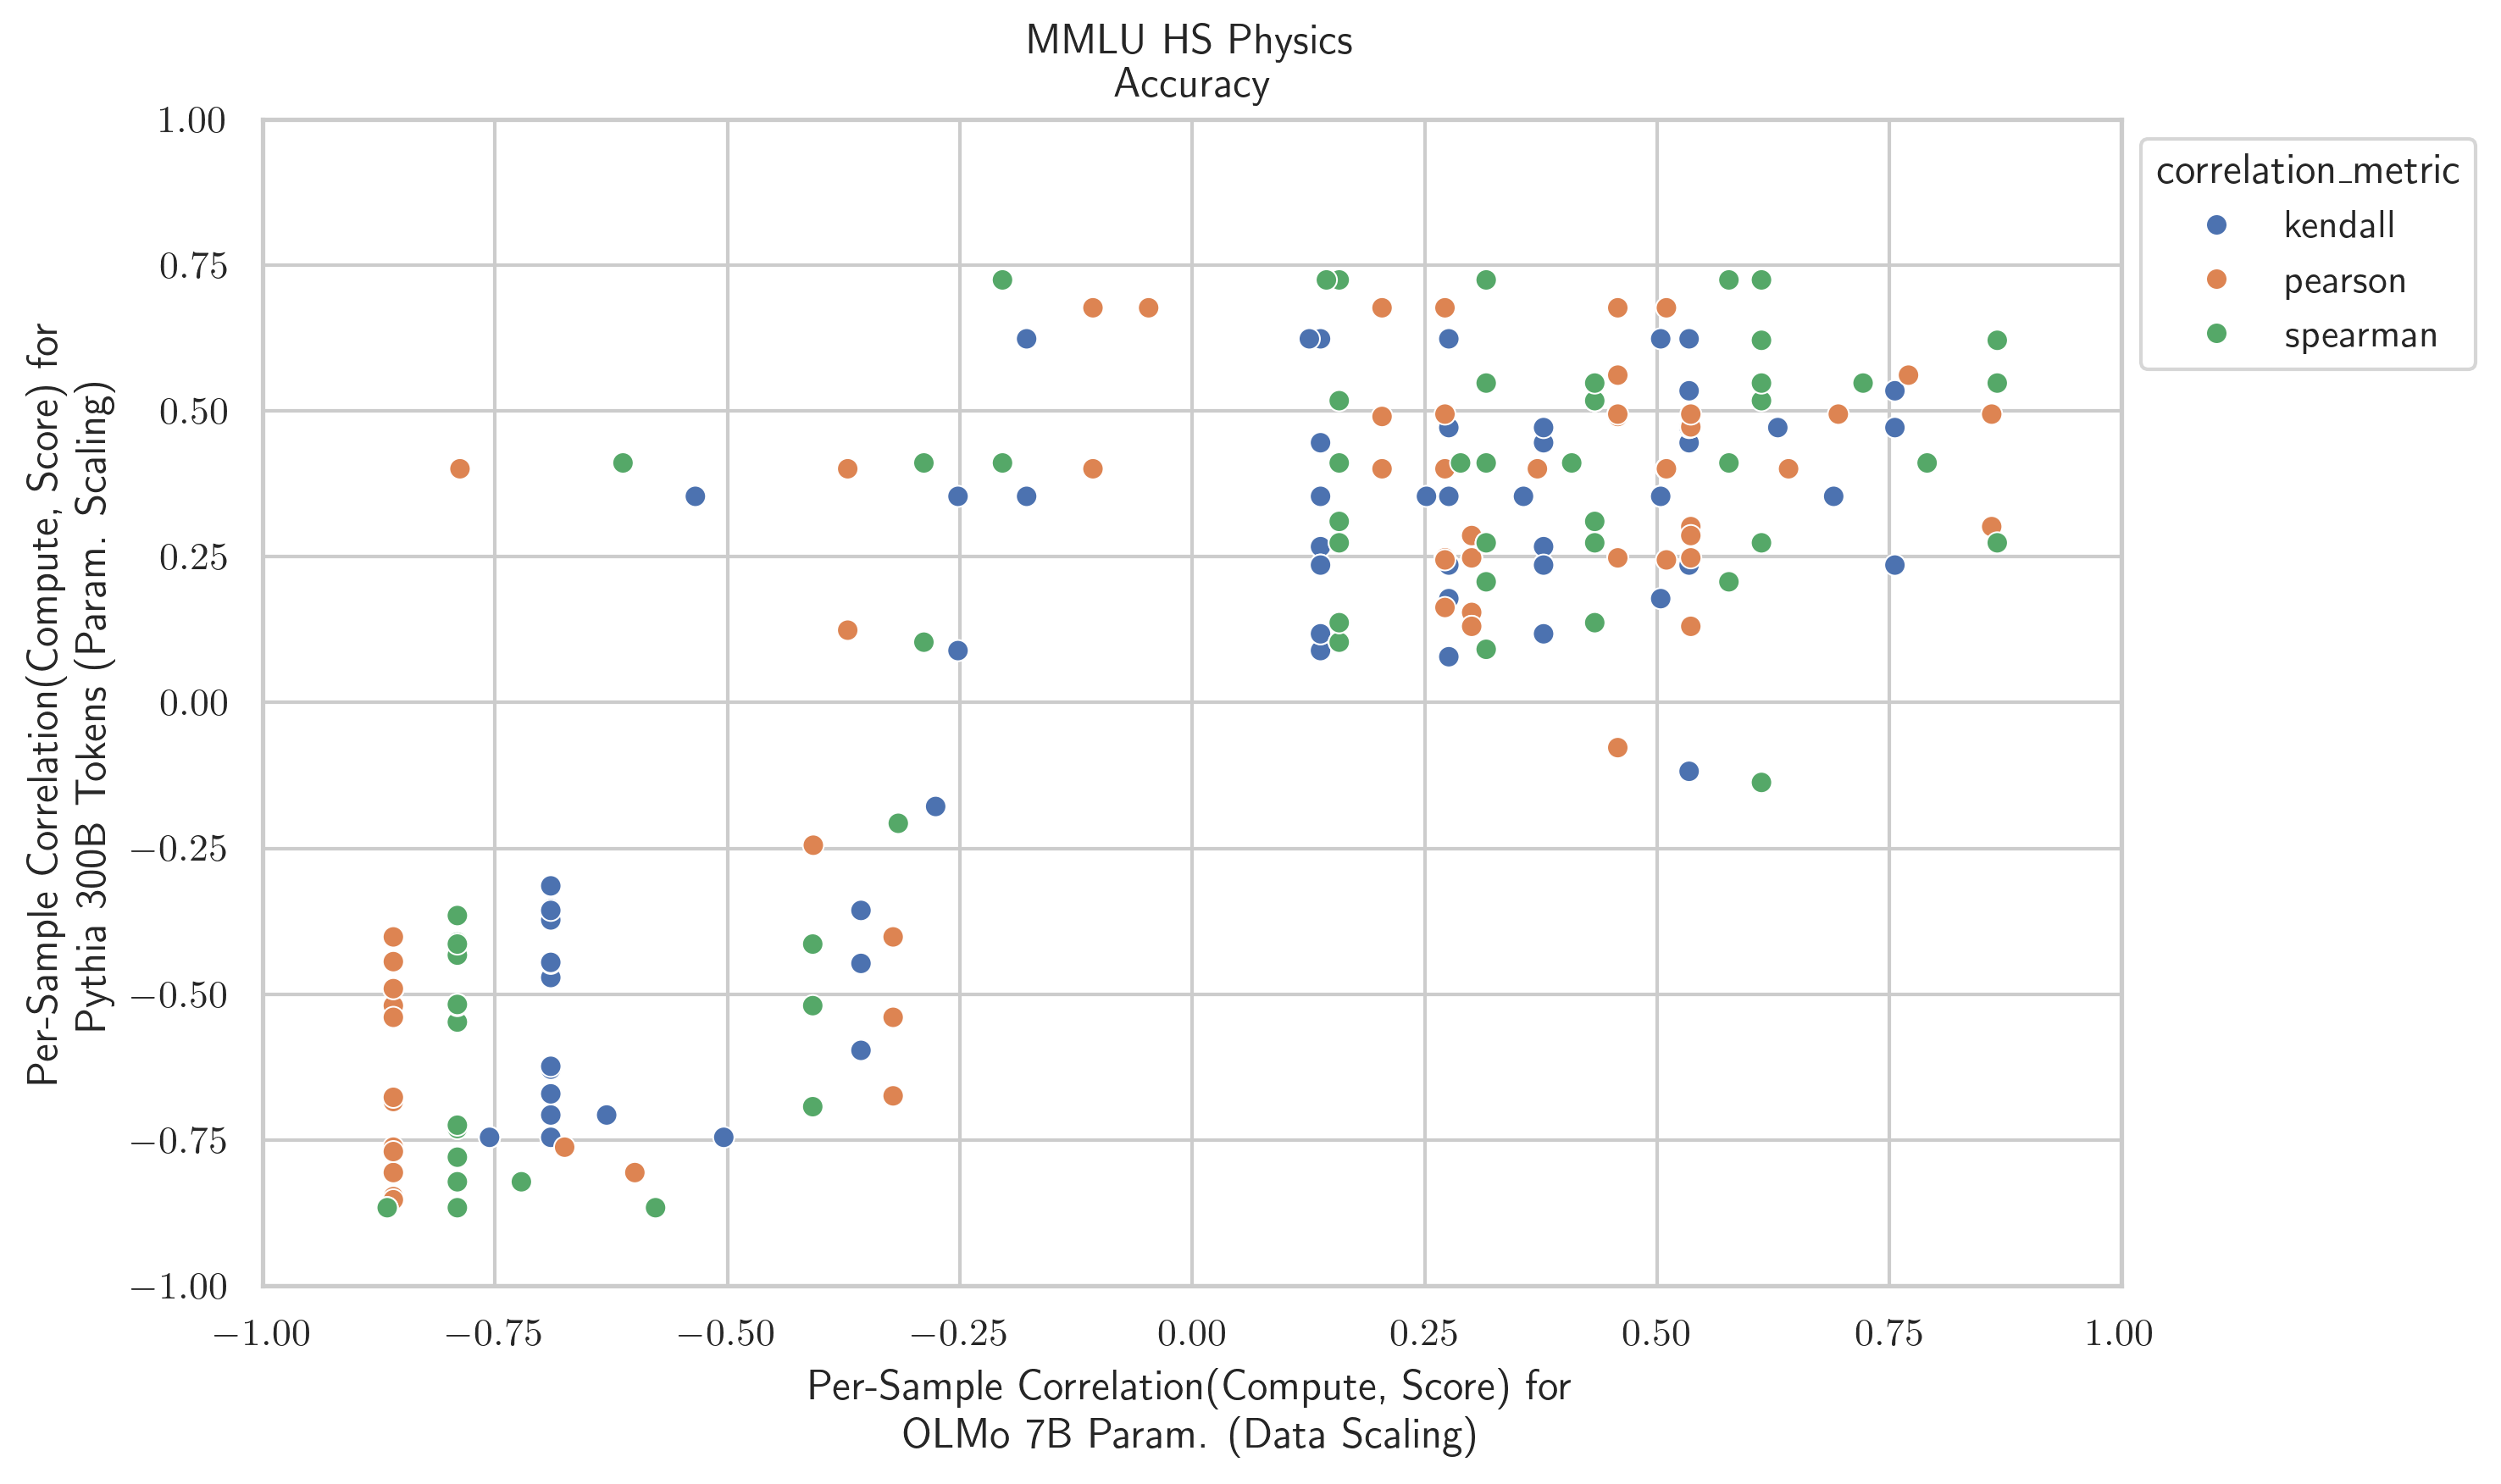 MMLU HS Physics
Accuracy
1.00
0.75
0.50
0.25
0.00
−0.25
−0.50
−0.75
−1.00
Per-Sample Correlation(Compute, Score) for
Pythia 300B Tokens (Param. Scaling)
correlation_metric
kendall
pearson
spearman
−1.00
−0.75
−0.50
−0.25
0.00
0.25
0.50
0.75
1.00
Per-Sample Correlation(Compute, Score) for
OLMo 7B Param. (Data Scaling)